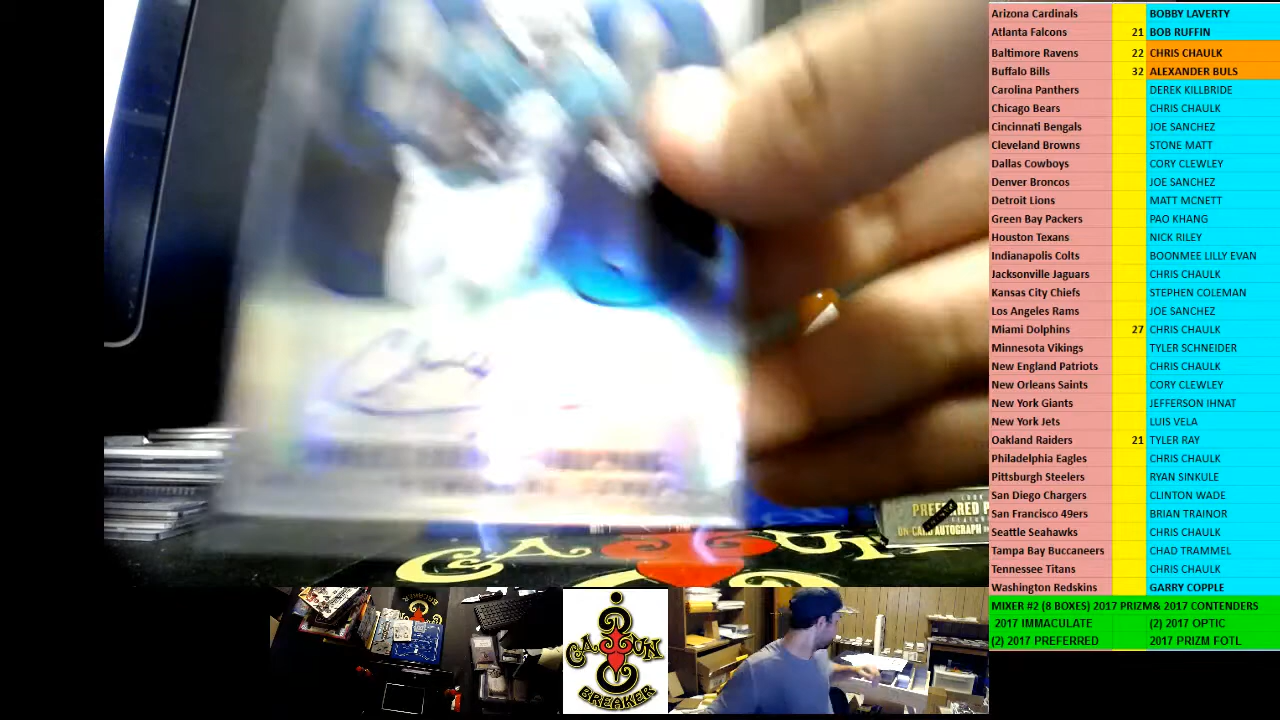 Arizona Cardinals BOBBY LAVERTY
Atlanta Falcons 21 BOB RUFFIN
Baltimore Ravens 22 CHRIS CHAULK
Buffalo Bills 32 ALEXANDER BULS
Carolina Panthers DEREK KILLBRIDE
Chicago Bears CHRIS CHAULK
Cincinnati Bengals JOE SANCHEZ
Cleveland Browns STONE MATT
Dallas Cowboys CORY CLEWLEY
Denver Broncos JOE SANCHEZ
Detroit Lions MATT MCNETT
Green Bay Packers PAO KHANG
Houston Texans NICK RILEY
Indianapolis Colts BOONMEE LILLY EVAN
Jacksonville Jaguars CHRIS CHAULK
Kansas City Chiefs STEPHEN COLEMAN
Los Angeles Rams JOE SANCHEZ
Miami Dolphins 27 CHRIS CHAULK
Minnesota Vikings TYLER SCHNEIDER
New England Patriots CHRIS CHAULK
New Orleans Saints CORY CLEWLEY
New York Giants JEFFERSON IHNAT
New York Jets LUIS VELA
Oakland Raiders 21 TYLER RAY
Philadelphia Eagles CHRIS CHAULK
Pittsburgh Steelers RYAN SINKULE
San Diego Chargers CLINTON WADE
San Francisco 49ers BRIAN TRAINOR
Seattle Seahawks CHRIS CHAULK
Tampa Bay Buccaneers CHAD TRAMMEL
Tennessee Titans CHRIS CHAULK
Washington Redskins GARRY COPPLE
MIXER #2 (8 BOXES) 2017 PRIZM& 2017 CONTENDERS
2017 IMMACULATE (2) 2017 OPTIC
(2) 2017 PREFERRED 2017 PRIZM FOTL
LOOK
PREFERRED
ON-CARD AUTOGRAPH
CAJUN
BREAKER